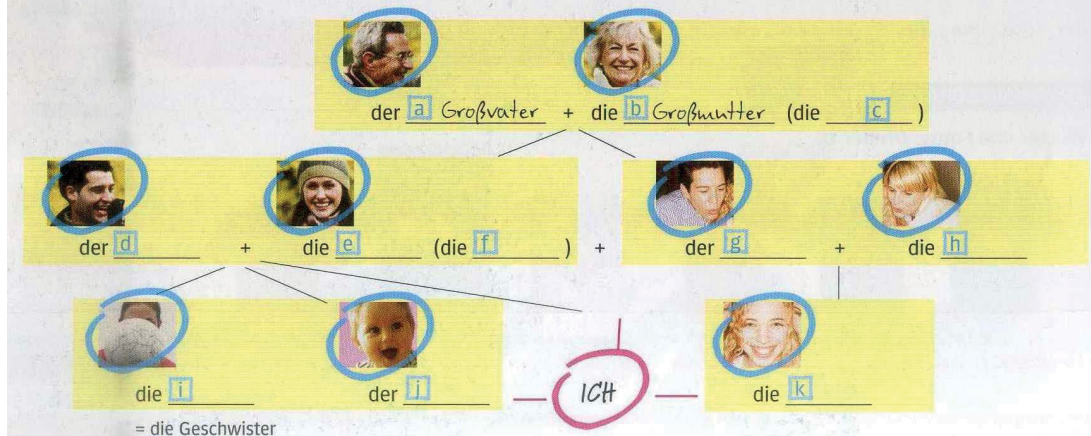 der a Großvater + die b Großmutter (die c )
der d + die e (die f ) + der g + die h
die i der j ICH die k
= die Geschwister